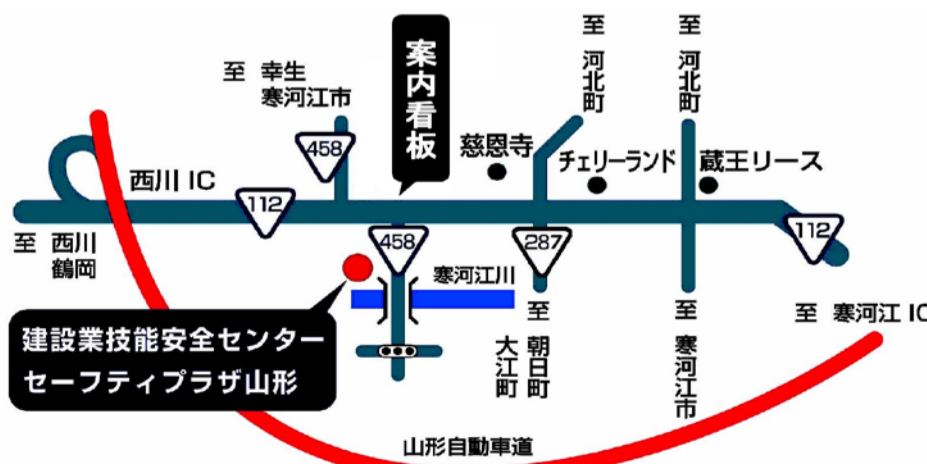 至 河北町
至 河北町
案内看板
至 幸生
寒河江市
458
慈恩寺
チェリーランド
蔵王リース
西川 IC
112
至 西川
鶴岡
458
287
112
寒河江川
至 朝日町
大江町
至 寒河江市
至 寒河江 IC
建設業技能安全センター
セーフティプラザ山形
山形自動車道